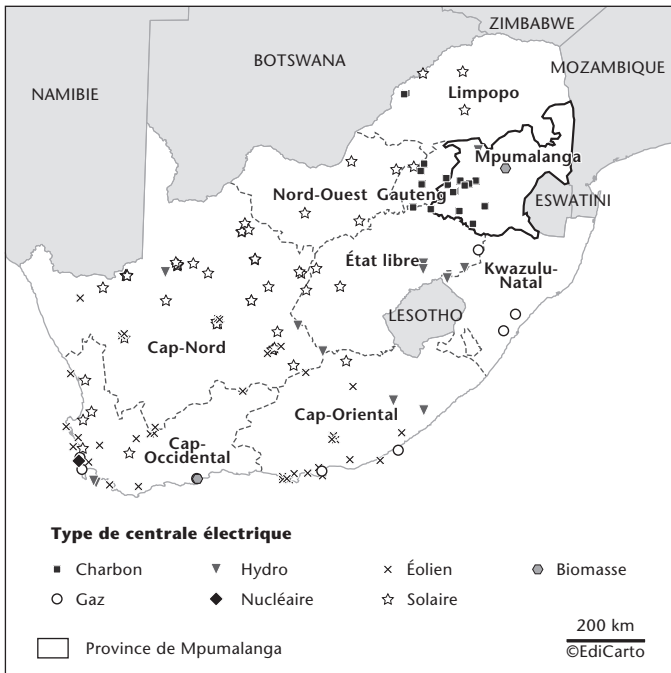 ZIMBABWE
BOTSWANA
MOZAMBIQUE
NAMIBIE
Limpopo
Mpumalanga
Nord-Ouest
Gauteng
ESWATINI
État libre
Kwazulu-
Natal
LESOTHO
Cap-Nord
Cap-Oriental
Cap-
Occidental
Type de centrale électrique
Charbon
Hydro
Éolien
Biomasse
Gaz
Nucléaire
Solaire
Province de Mpumalanga
200 km
©EdiCarto